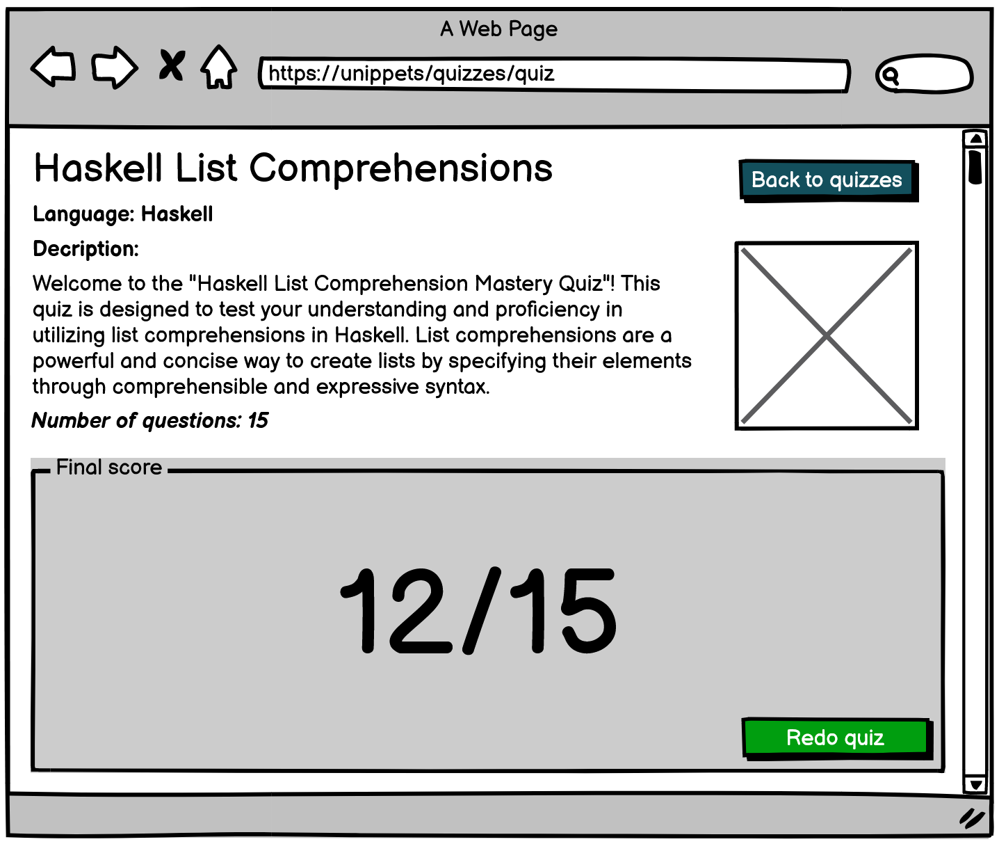 A Web Page
https://unippets/quizzes/quiz
Haskell List Comprehensions
Back to quizzes
Language: Haskell
Decription:
Welcome to the "Haskell List Comprehension Mastery Quiz"! This
quiz is designed to test your understanding and proficiency in
utilizing list comprehensions in Haskell. List comprehensions are a
powerful and concise way to create lists by specifying their elements
through comprehensible and expressive syntax.
Number of questions: 15
Final score
12/15
Redo quiz